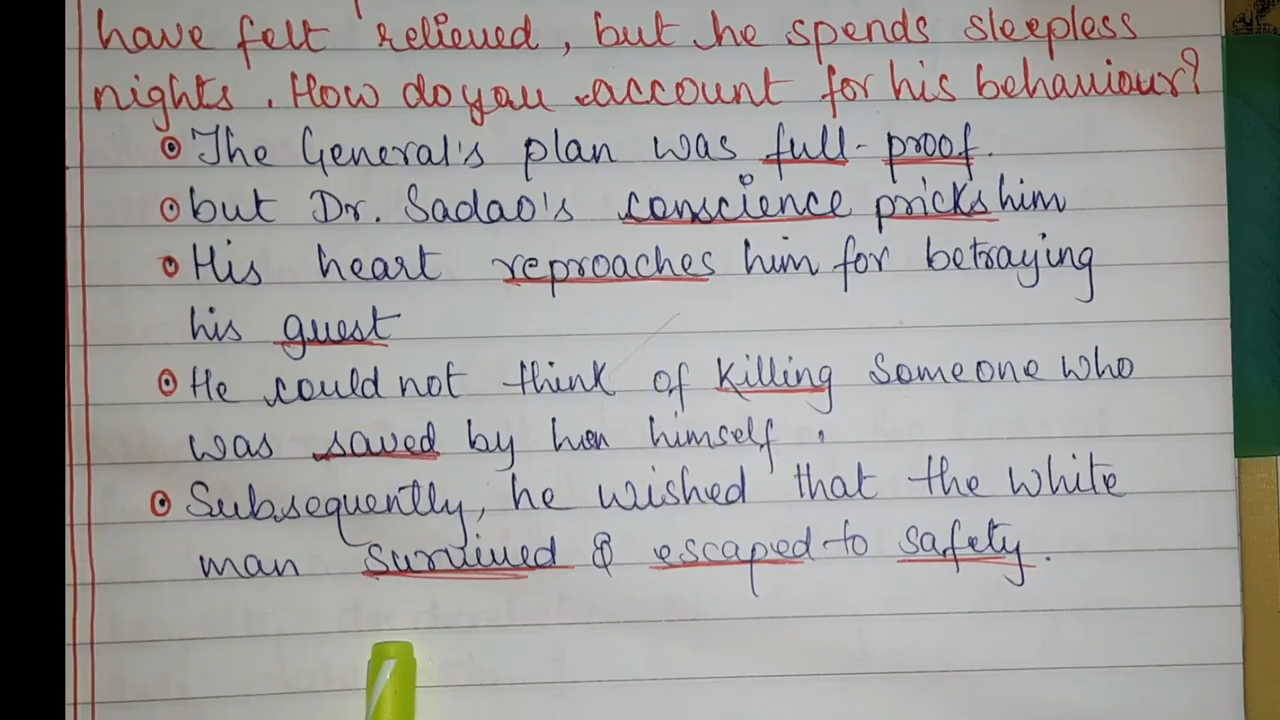 have felt relieved, but he spends sleepless
nights. How do you account for his behaviour?
The General's plan was full-proof.
but Dr. Sadao's conscience pricks him
His heart reproaches him for betraying
his guest
He could not think of killing someone who
was saved by him himself.
Subsequently, he wished that the white
man survived & escaped to safety.